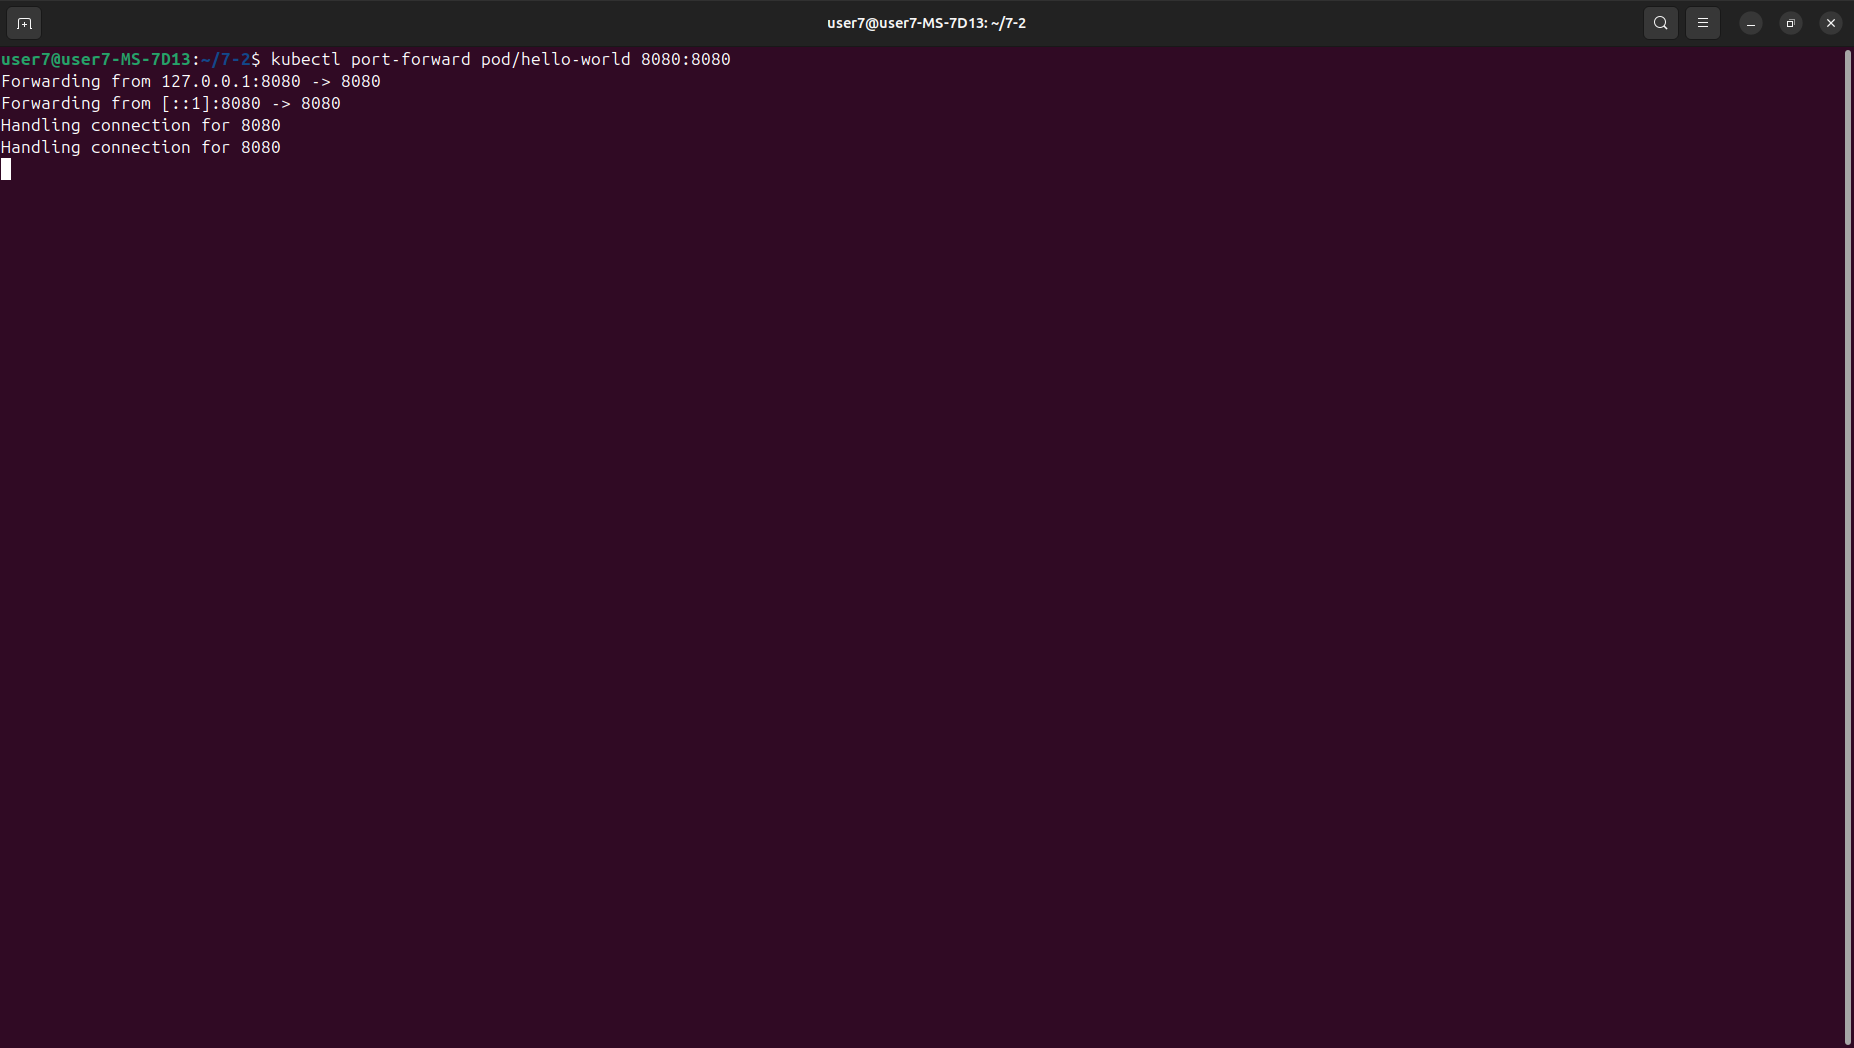 user7@user7-MS-7D13: ~/7-2
user7@user7-MS-7D13:~/7-2$ kubectl port-forward pod/hello-world 8080:8080
Forwarding from 127.0.0.1:8080 -> 8080
Forwarding from [::1]:8080 -> 8080
Handling connection for 8080
Handling connection for 8080